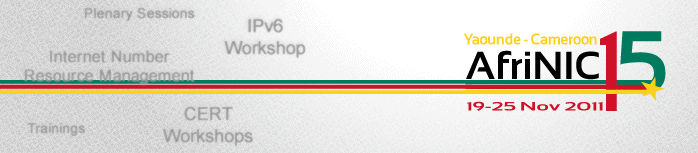 Plenary Sessions
IPv6
Workshop
Internet Number
Resource Management
CERT
Workshops
Trainings
Yaounde - Cameroon
AfriNIC 15
19-25 Nov 2011